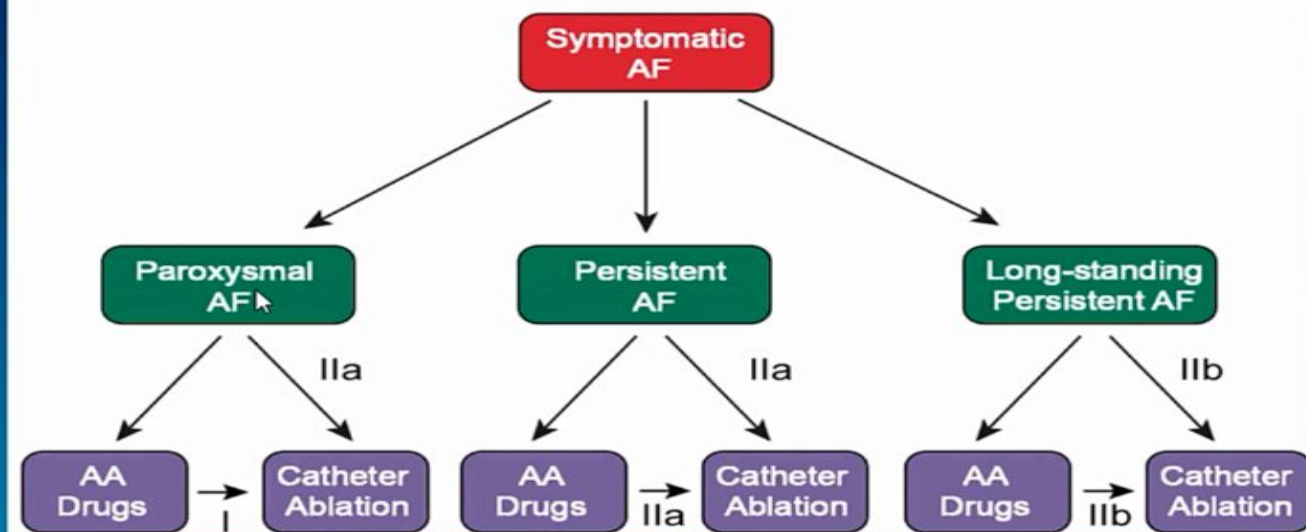 Symptomatic
AF
Paroxysmal
AF
Persistent
AF
Long-standing
Persistent AF
IIa
IIa
IIb
AA
Drugs
I
Catheter
Ablation
AA
Drugs
IIa
Catheter
Ablation
AA
Drugs
IIb
Catheter
Ablation